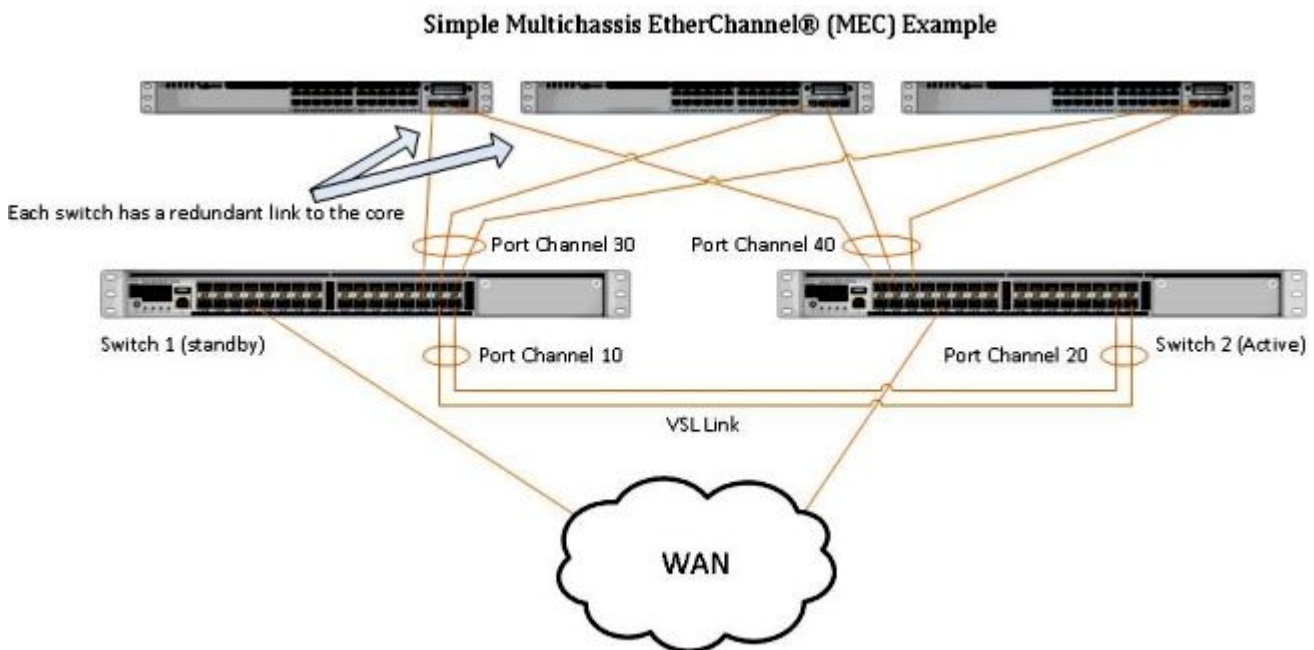 Simple Multichassis EtherChannel® (MEC) Example
Each switch has a redundant link to the core
Port Channel 30
Port Channel 40
Switch 1 (standby)
Port Channel 10
Port Channel 20
Switch 2 (Active)
VSL Link
WAN